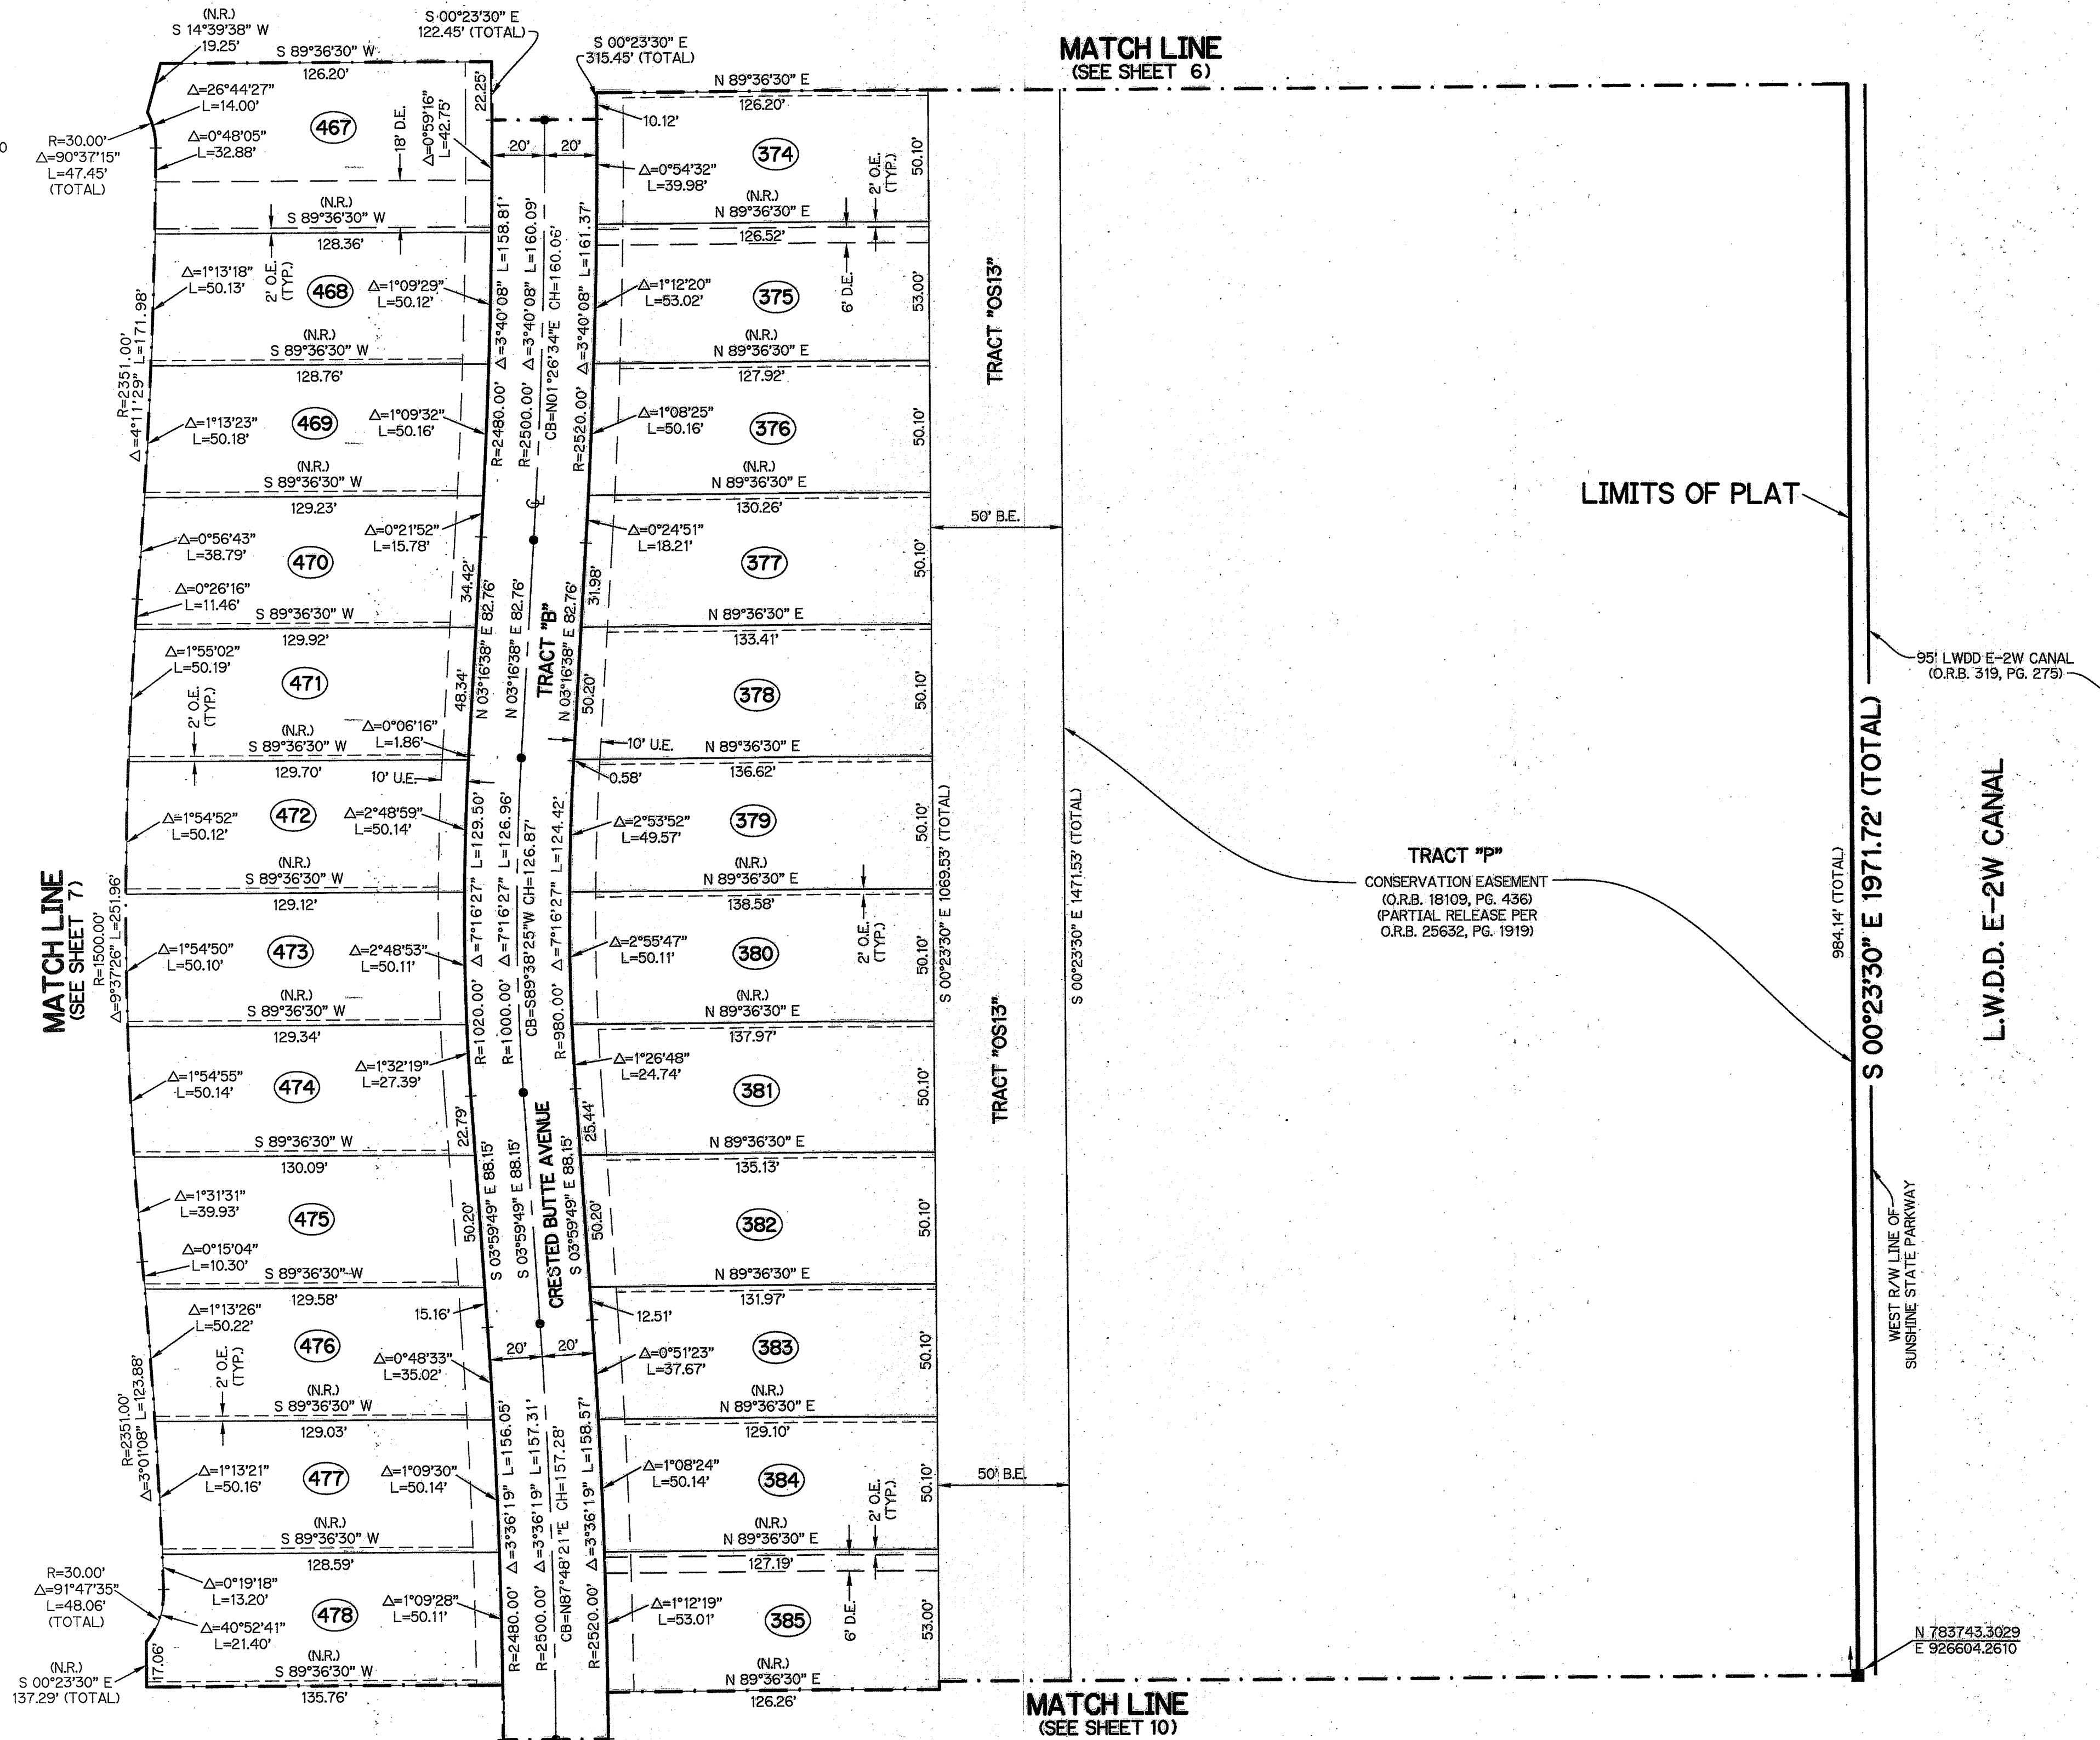 (N.R.)
S 14°39'38" W
19.25'
S 89°36'30" W
126.20'
S 00°23'30" E
122.45' (TOTAL)
S 00°23'30" E
315.45' (TOTAL)
MATCH LINE
(SEE SHEET 6)
N 89°36'30" E
126.20'
10.12'
22.25'
Δ=26°44'27"
L=14.00'
R=30.00'
Δ=90°37'15"
L=47.45'
(TOTAL)
Δ=0°48'05"
L=32.88'
467
18' D.E.
Δ=0°59'16"
L=42.75'
20'
20'
374
Δ=0°54'32"
L=39.98'
2' O.E.
(TYP.)
50.10'
(N.R.)
S 89°36'30" W
128.36'
(N.R.)
N 89°36'30" E
126.52'
2' O.E.
(TYP.)
Δ=1°13'18"
L=50.13'
468
Δ=1°09'29"
L=50.12'
Δ=1°12'20"
L=53.02'
375
6' D.E.
53.00'
R=2351.00'
Δ=4°11'29" L=171.98'
R=2480.00' Δ=3°40'08" L=158.81'
R=2500.00' Δ=3°40'08" L=160.09'
CB=N01°26'34"E CH=160.06'
R=2520.00' Δ=3°40'08" L=161.37'
(N.R.)
S 89°36'30" W
128.76'
(N.R.)
N 89°36'30" E
127.92'
TRACT "OS13"
Δ=1°13'23"
L=50.18'
469
Δ=1°09'32"
L=50.16'
Δ=1°08'25"
L=50.16'
376
50.10'
(N.R.)
S 89°36'30" W
129.23'
(N.R.)
N 89°36'30" E
130.26'
LIMITS OF PLAT
50' B.E.
Δ=0°56'43"
L=38.79'
Δ=0°26'16"
L=11.46'
470
Δ=0°21'52"
L=15.78'
34.42'
Δ=0°24'51"
L=18.21'
31.98'
377
50.10'
S 89°36'30" W
129.92'
N 89°36'30" E
133.41'
N 03°16'38" E 82.76'
N 03°16'38" E 82.76'
TRACT "B"
N 03°16'38" E 82.76'
Δ=1°55'02"
L=50.19'
471
2' O.E.
(TYP.)
48.34'
Δ=0°06'16"
L=1.86'
50.20'
378
50.10'
95' LWDD E-2W CANAL
(O.R.B. 319, PG. 275)
(N.R.)
S 89°36'30" W
129.70'
10' U.E.
10' U.E.
N 89°36'30" E
0.58'
136.62'
Δ=1°54'52"
L=50.12'
472
Δ=2°48'59"
L=50.14'
Δ=2°53'52"
L=49.57'
379
50.10'
S 00°23'30" E 1069.53' (TOTAL)
S 00°23'30" E 1471.53' (TOTAL)
TRACT "P"
CONSERVATION EASEMENT
(O.R.B. 18109, PG. 436)
(PARTIAL RELEASE PER
O.R.B. 25632, PG. 1919)
984.14' (TOTAL)
S 00°23'30" E 1971.72' (TOTAL)
L.W.D.D. E-2W CANAL
MATCH LINE
(SEE SHEET 7)
R=1500.00'
Δ=9°37'26" L=251.96'
(N.R.)
S 89°36'30" W
129.12'
(N.R.)
N 89°36'30" E
138.58'
R=1020.00' Δ=7°16'27" L=129.50'
R=1000.00' Δ=7°16'27" L=126.96'
CB=S89°38'25"W CH=126.87'
R=980.00' Δ=7°16'27" L=124.42'
Δ=1°54'50"
L=50.10'
473
Δ=2°48'53"
L=50.11'
Δ=2°55'47"
L=50.11'
380
2' O.E.
(TYP.)
50.10'
(N.R.)
S 89°36'30" W
129.34'
(N.R.)
N 89°36'30" E
137.97'
TRACT "OS13"
Δ=1°54'55"
L=50.14'
474
Δ=1°32'19"
L=27.39'
22.79'
Δ=1°26'48"
L=24.74'
25.44'
381
50.10'
S 89°36'30" W
130.09'
N 89°36'30" E
135.13'
Δ=1°31'31"
L=39.93'
Δ=0°15'04"
L=10.30'
475
50.20'
S 03°59'49" E 88.15'
S 03°59'49" E 88.15'
CRESTED BUTTE AVENUE
S 03°59'49" E 88.15'
50.20'
382
50.10'
WEST R/W LINE OF
SUNSHINE STATE PARKWAY
S 89°36'30" W
129.58'
N 89°36'30" E
131.97'
15.16'
12.51'
Δ=1°13'26"
L=50.22'
476
2' O.E.
(TYP.)
Δ=0°48'33"
L=35.02'
20'
20'
Δ=0°51'23"
L=37.67'
383
50.10'
R=2351.00'
Δ=3°01'08" L=123.88'
(N.R.)
S 89°36'30" W
129.03'
(N.R.)
N 89°36'30" E
129.10'
Δ=1°13'21"
L=50.16'
477
Δ=1°09'30"
L=50.14'
Δ=1°08'24"
L=50.14'
384
2' O.E.
(TYP.)
50.10'
50' B.E.
R=2480.00' Δ=3°36'19" L=156.05'
R=2500.00' Δ=3°36'19" L=157.31'
CB=N87°48'21"E CH=157.28'
R=2520.00' Δ=3°36'19" L=158.57'
(N.R.)
S 89°36'30" W
128.59'
(N.R.)
N 89°36'30" E
127.19'
R=30.00'
Δ=91°47'35"
L=48.06'
(TOTAL)
Δ=0°19'18"
L=13.20'
Δ=40°52'41"
L=21.40'
478
Δ=1°09'28"
L=50.11'
Δ=1°12'19"
L=53.01'
385
6' D.E.
53.00'
N 783743.3029
E 926604.2610
(N.R.)
S 00°23'30" E
137.29' (TOTAL)
17.06'
(N.R.)
S 89°36'30" W
135.76'
(N.R.)
N 89°36'30" E
126.26'
MATCH LINE
(SEE SHEET 10)